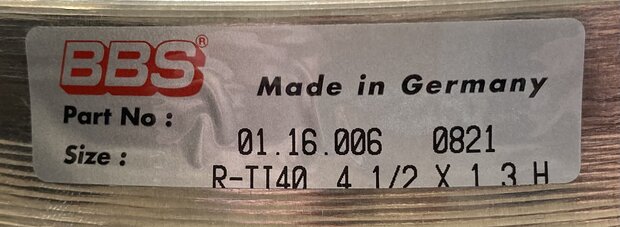 BBS® Made in Germany
Part No : 01.16.006 0821
Size : R-TI40 4 1/2 X 1.3 H